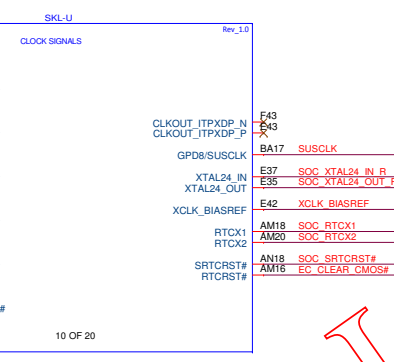 SKL-U
Rev_1.0
CLOCK SIGNALS
CLKOUT_ITPXDP_N F43
CLKOUT_ITPXDP_P E43
GPD8/SUSCLK BA17 SUSCLK
XTAL24_IN E37 SOC_XTAL24_IN_R
XTAL24_OUT E35 SOC_XTAL24_OUT_R
XCLK_BIASREF E42 XCLK_BIASREF
RTCX1 AM18 SOC_RTCX1
RTCX2 AM20 SOC_RTCX2
SRTCRST# AN18 SOC_SRTCRST#
RTCRST# AM16 EC_CLEAR_CMOS#
#
10 OF 20